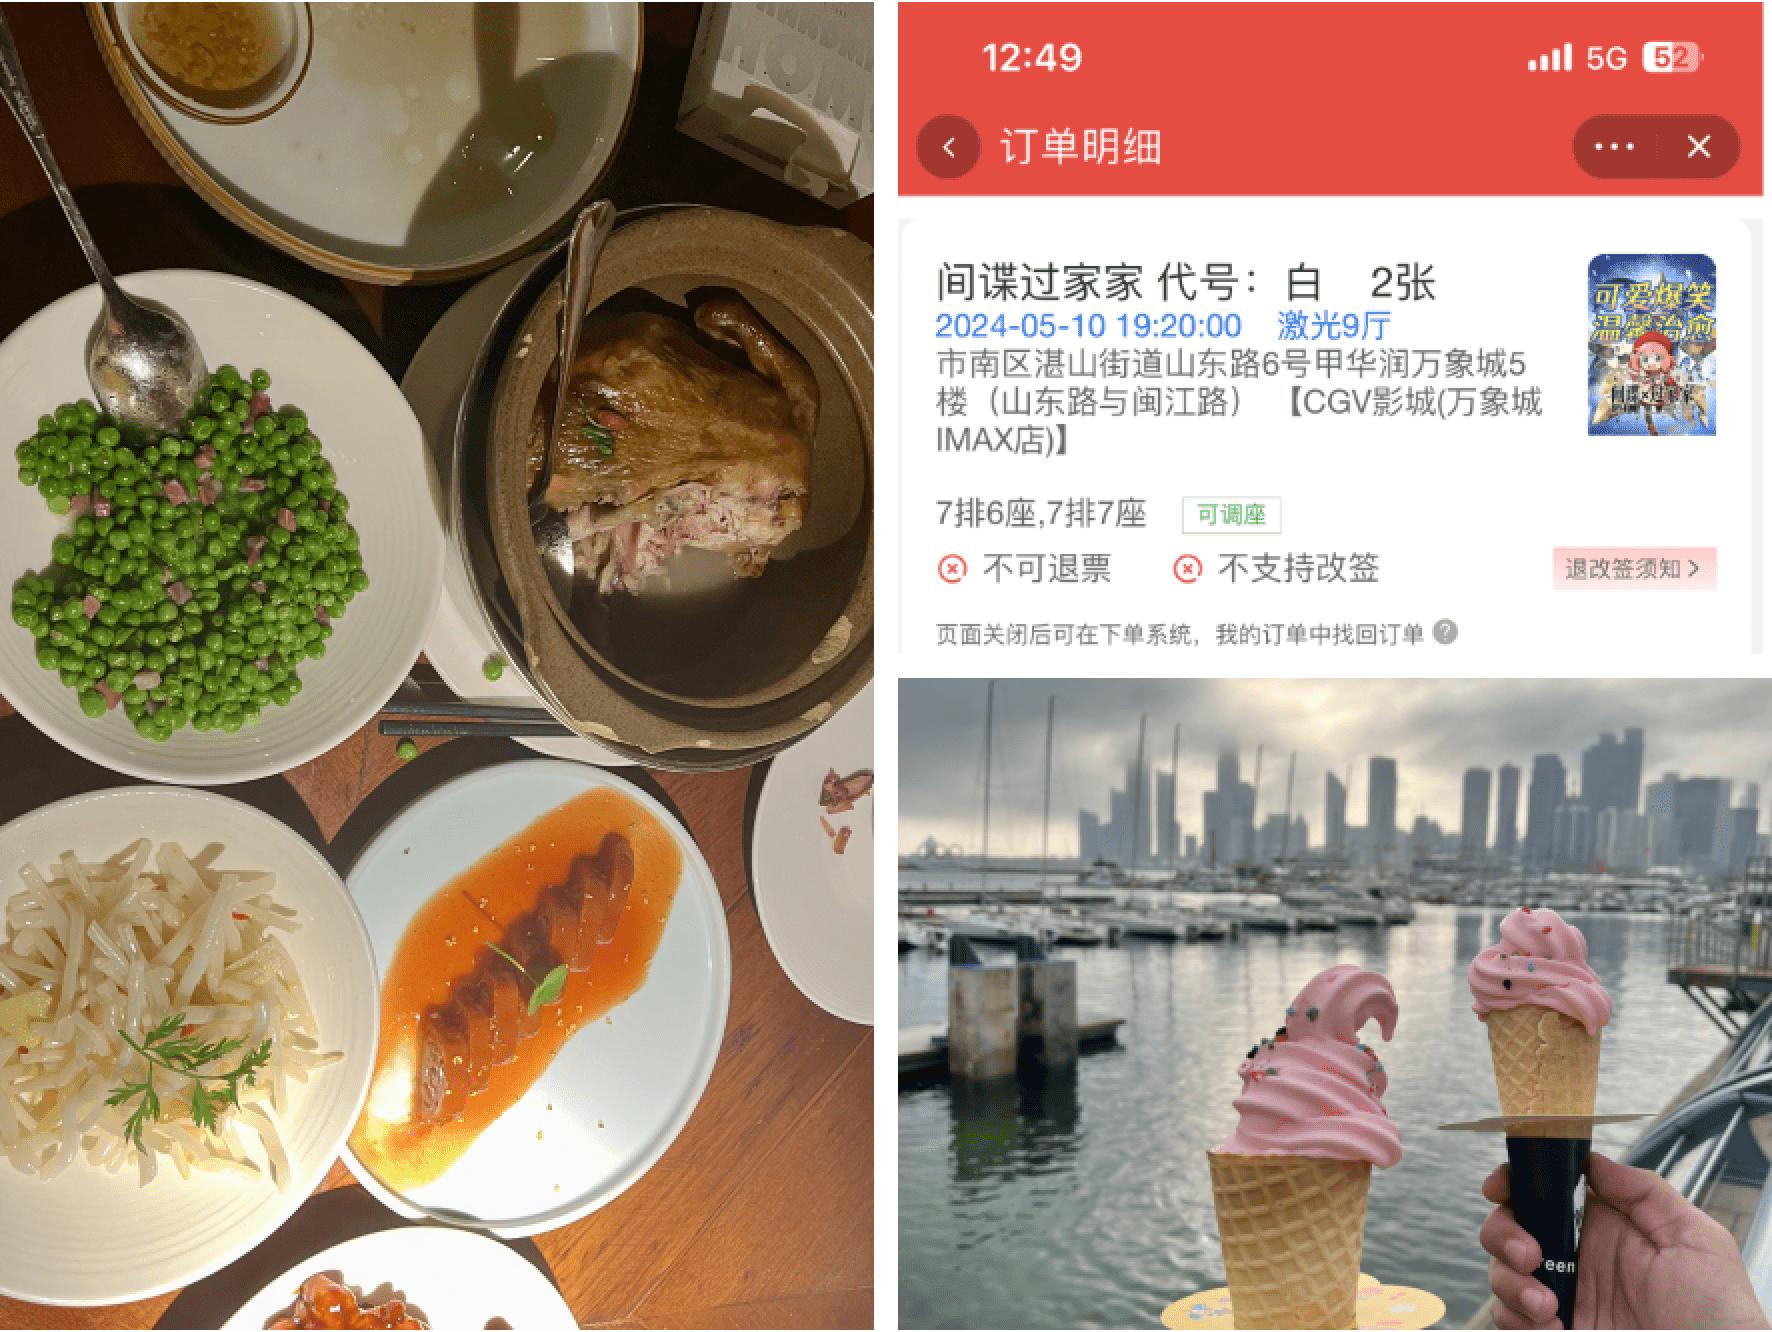 12:49
5G 52
订单明细
间谍过家家 代号：白 2张
2024-05-10 19:20:00 激光9厅
市南区湛山街道山东路6号甲华润万象城5
楼（山东路与闽江路） 【CGV影城(万象城
IMAX店)】
可爱爆笑
温馨治愈
间谍×过家家
7排6座,7排7座 可调座
不可退票 不支持改签 退改签须知 >
页面关闭后可在下单系统，我的订单中找回订单 ?
reen